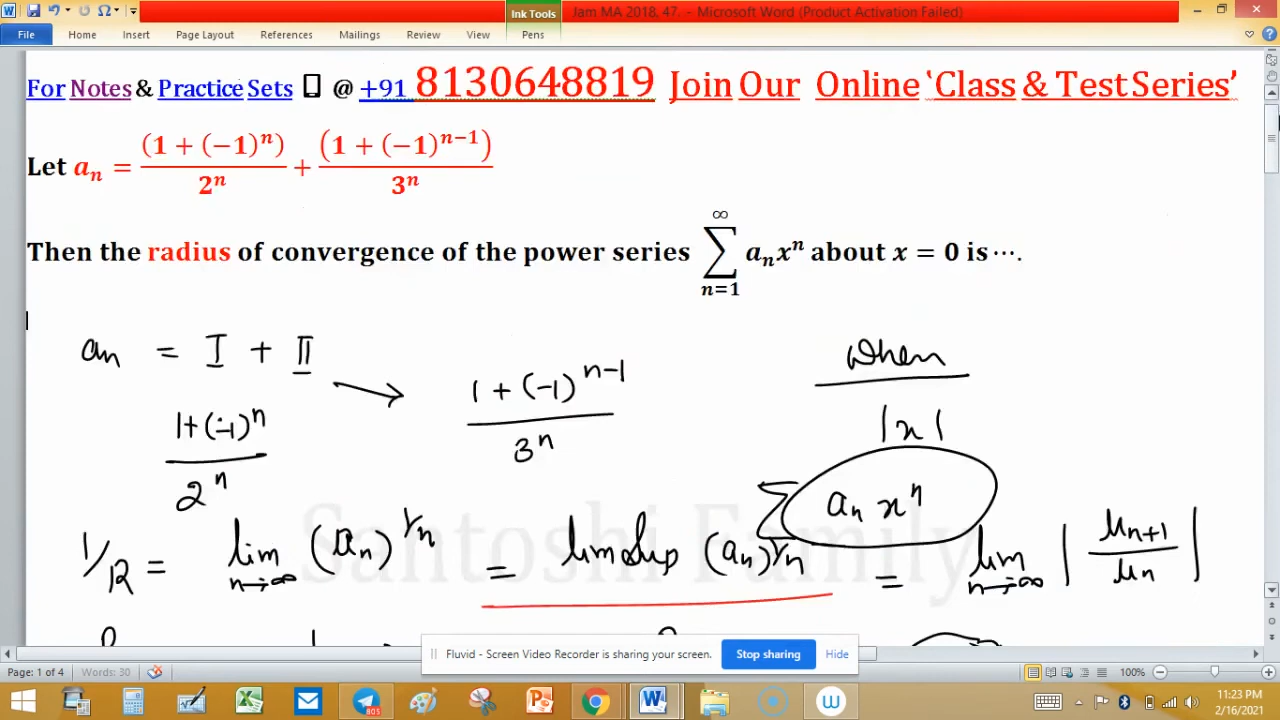 Ink Tools
Jam MA 2018, 47. - Microsoft Word (Product Activation Failed)
File Home Insert Page Layout References Mailings Review View Pens
For Notes & Practice Sets @ +91 8130648819 Join Our Online 'Class & Test Series'
Let aₙ = (1 + (−1)ⁿ)/2ⁿ + (1 + (−1)ⁿ⁻¹)/3ⁿ
Then the radius of convergence of the power series ∑_{n=1}^{∞} aₙxⁿ about x = 0 is ⋯.
aₙ = I + II
when
1 + (−1)ⁿ⁻¹ / 3ⁿ
|x|
1 + (−1)ⁿ / 2ⁿ
∑ aₙ xⁿ
Santoshi Family
1/R = lim_{n→∞} (aₙ)^{1/n} = lim sup (aₙ)^{1/n} = lim_{n→∞} |uₙ₊₁ / uₙ|
Fluvid - Screen Video Recorder is sharing your screen. Stop sharing Hide
Page: 1 of 4 Words: 30 100%
805
11:23 PM
2/16/2021